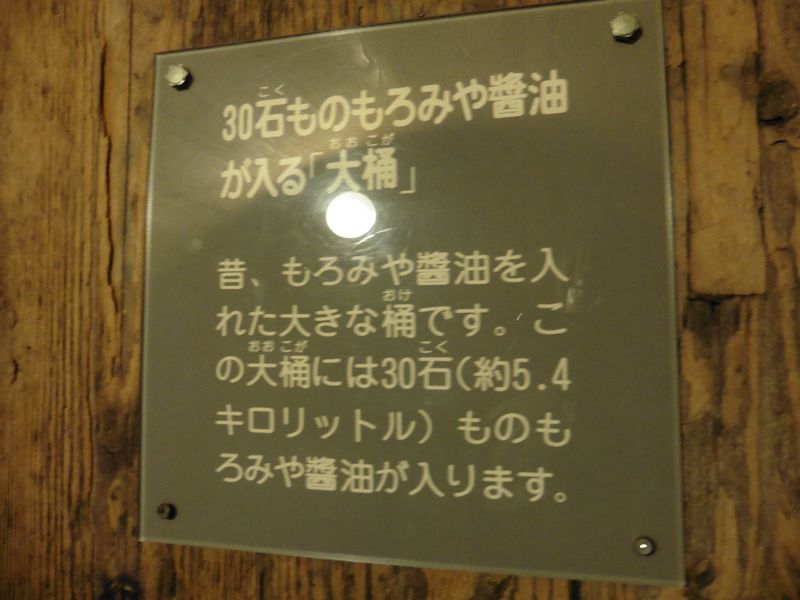 30石ものもろみや醬油
が入る「大桶」
昔、もろみや醬油を入
れた大きな桶です。こ
の大桶には30石(約5.4
キロリットル)ものも
ろみや醬油が入ります。